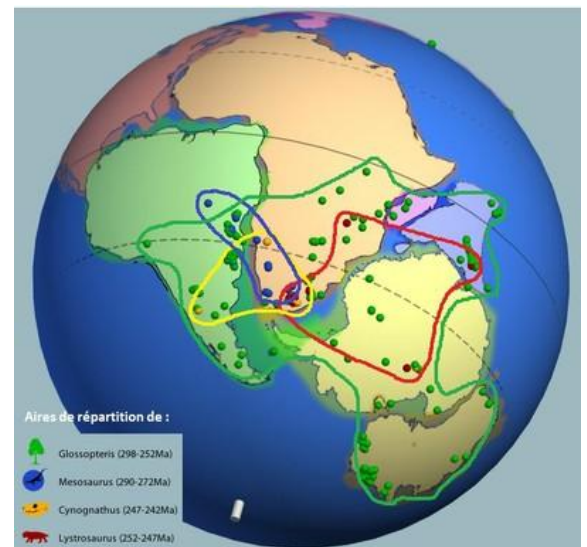 Aires de répartition de :
Glossopteris (298-252Ma)
Mesosaurus (290-272Ma)
Cynognathus (247-242Ma)
Lystrosaurus (252-247Ma)